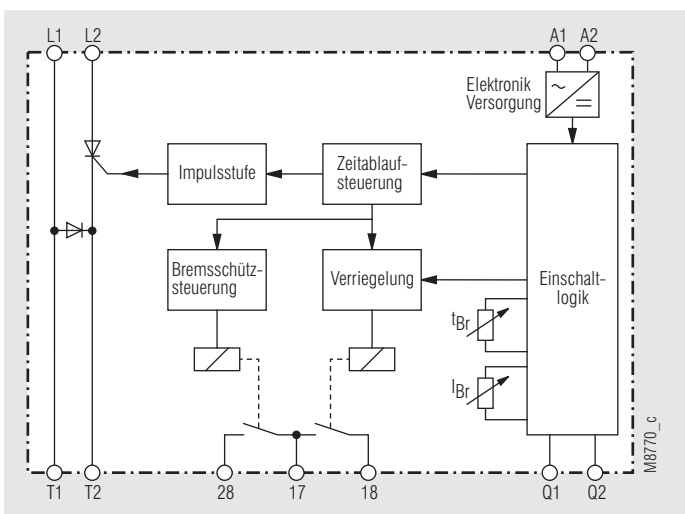 L1 L2 A1 A2
Elektronik
Versorgung
Impulsstufe
Zeitablauf-
steuerung
Bremsschütz-
steuerung
Verriegelung
Einschalt-
logik
tBr
IBr
M8770_c
T1 T2 28 17 18 Q1 Q2